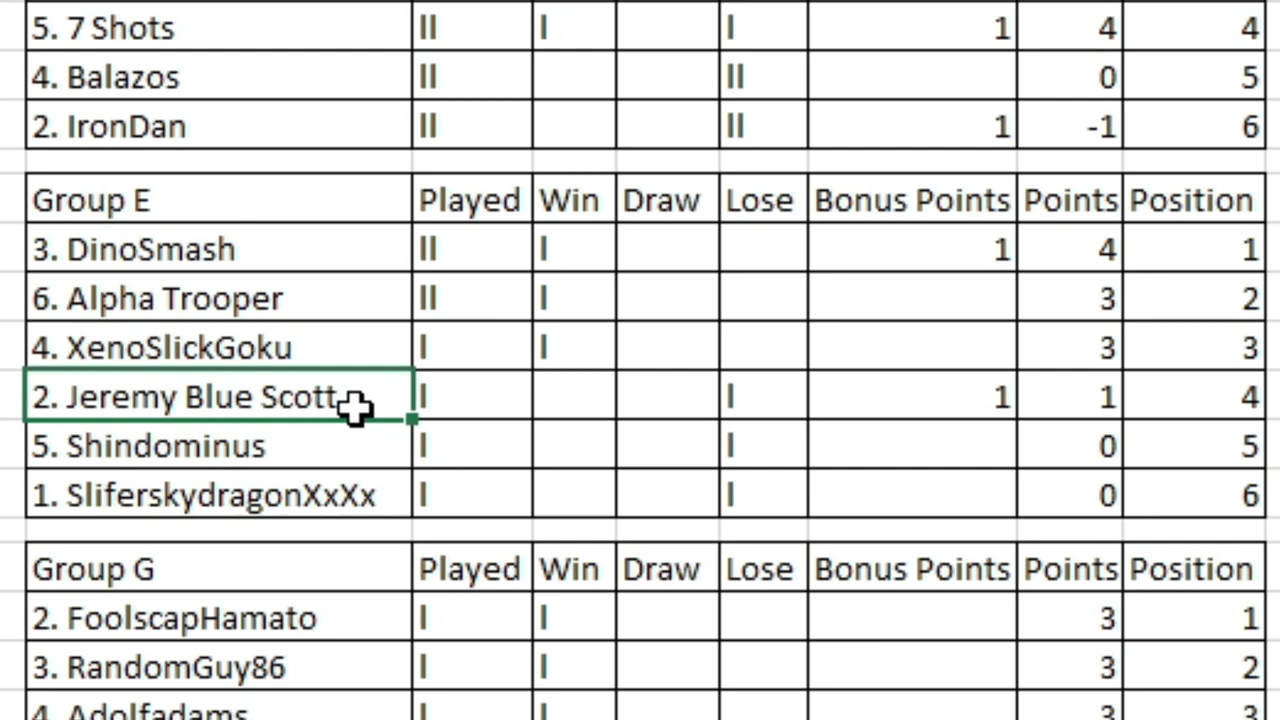 5. 7 Shots II I I 1 4 4
4. Balazos II II 0 5
2. IronDan II II 1 -1 6
Group E Played Win Draw Lose Bonus Points Points Position
3. DinoSmash II I 1 4 1
6. Alpha Trooper II I 3 2
4. XenoSlickGoku I I 3 3
2. Jeremy Blue Scott I I 1 1 4
5. Shindominus I I 0 5
1. SliferskydragonXxXx I I 0 6
Group G Played Win Draw Lose Bonus Points Points Position
2. FoolscapHamato I I 3 1
3. RandomGuy86 I I 3 2
4. Adolfadams I I 3 3